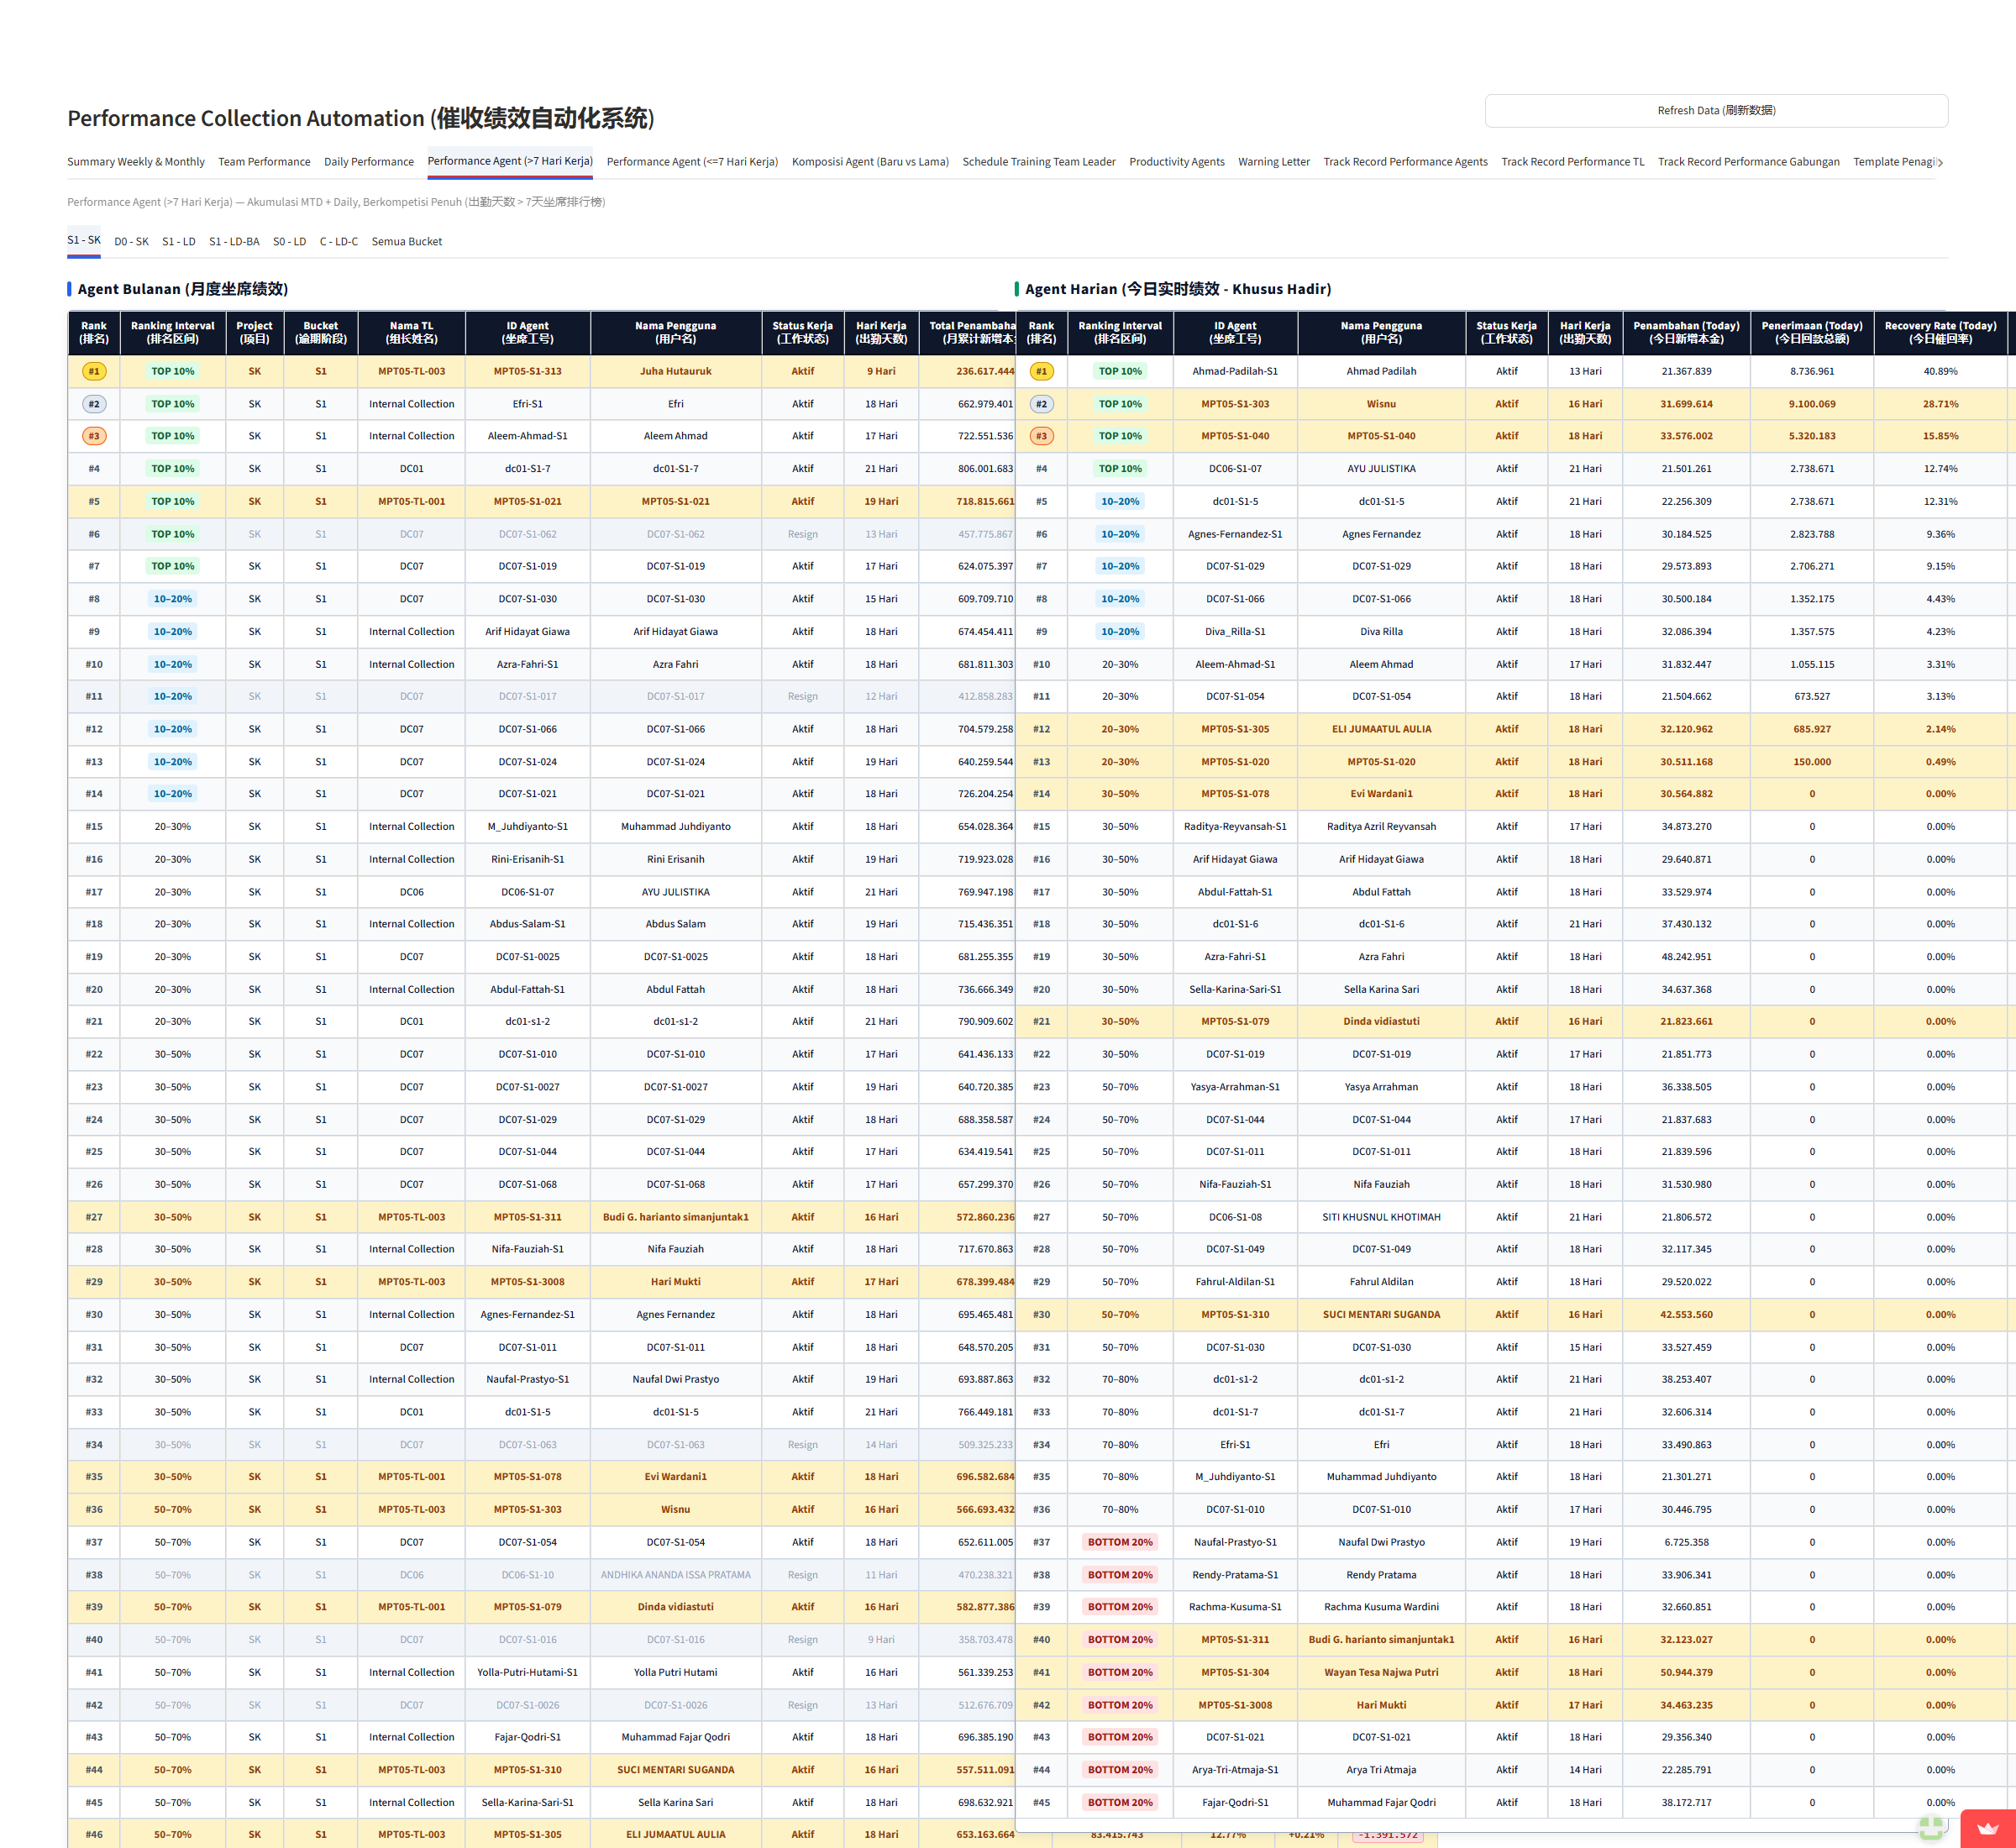 Performance Collection Automation (催收绩效自动化系统)
Refresh Data (刷新数据)
Summary Weekly & Monthly Team Performance Daily Performance Performance Agent (>7 Hari Kerja) Performance Agent (<=7 Hari Kerja) Komposisi Agent (Baru vs Lama) Schedule Training Team Leader Productivity Agents Warning Letter Track Record Performance Agents Track Record Performance TL Track Record Performance Gabungan Template Penagi
Performance Agent (>7 Hari Kerja) — Akumulasi MTD + Daily, Berkompetisi Penuh (出勤天数 > 7天坐席排行榜)
S1 - SK D0 - SK S1 - LD S1 - LD-BA S0 - LD C - LD-C Semua Bucket
Agent Bulanan (月度坐席绩效)
Rank Ranking Interval Project Bucket Nama TL ID Agent Nama Pengguna Status Kerja Hari Kerja Total Penambaha
(排名) (排名区间) (项目) (逾期阶段) (组长姓名) (坐席工号) (用户名) (工作状态) (出勤天数) (月累计新增本
#1 TOP 10% SK S1 MPT05-TL-003 MPT05-S1-313 Juha Hutauruk Aktif 9 Hari 236.617.444
#2 TOP 10% SK S1 Internal Collection Efri-S1 Efri Aktif 18 Hari 662.979.401
#3 TOP 10% SK S1 Internal Collection Aleem-Ahmad-S1 Aleem Ahmad Aktif 17 Hari 722.551.536
#4 TOP 10% SK S1 DC01 dc01-S1-7 dc01-S1-7 Aktif 21 Hari 806.001.683
#5 TOP 10% SK S1 MPT05-TL-001 MPT05-S1-021 MPT05-S1-021 Aktif 19 Hari 718.815.661
#6 TOP 10% SK S1 DC07 DC07-S1-062 DC07-S1-062 Resign 13 Hari 457.775.867
#7 TOP 10% SK S1 DC07 DC07-S1-019 DC07-S1-019 Aktif 17 Hari 624.075.397
#8 10–20% SK S1 DC07 DC07-S1-030 DC07-S1-030 Aktif 15 Hari 609.709.710
#9 10–20% SK S1 Internal Collection Arif Hidayat Giawa Arif Hidayat Giawa Aktif 18 Hari 674.454.411
#10 10–20% SK S1 Internal Collection Azra-Fahri-S1 Azra Fahri Aktif 18 Hari 681.811.303
#11 10–20% SK S1 DC07 DC07-S1-017 DC07-S1-017 Resign 12 Hari 412.858.283
#12 10–20% SK S1 DC07 DC07-S1-066 DC07-S1-066 Aktif 18 Hari 704.579.258
#13 10–20% SK S1 DC07 DC07-S1-024 DC07-S1-024 Aktif 19 Hari 640.259.544
#14 10–20% SK S1 DC07 DC07-S1-021 DC07-S1-021 Aktif 18 Hari 726.204.254
#15 20–30% SK S1 Internal Collection M_Juhdiyanto-S1 Muhammad Juhdiyanto Aktif 18 Hari 654.028.364
#16 20–30% SK S1 Internal Collection Rini-Erisanih-S1 Rini Erisanih Aktif 19 Hari 719.923.028
#17 20–30% SK S1 DC06 DC06-S1-07 AYU JULISTIKA Aktif 21 Hari 769.947.198
#18 20–30% SK S1 Internal Collection Abdus-Salam-S1 Abdus Salam Aktif 19 Hari 715.436.351
#19 20–30% SK S1 DC07 DC07-S1-0025 DC07-S1-0025 Aktif 18 Hari 681.255.355
#20 20–30% SK S1 Internal Collection Abdul-Fattah-S1 Abdul Fattah Aktif 18 Hari 736.666.349
#21 20–30% SK S1 DC01 dc01-s1-2 dc01-s1-2 Aktif 21 Hari 790.909.602
#22 30–50% SK S1 DC07 DC07-S1-010 DC07-S1-010 Aktif 17 Hari 641.436.133
#23 30–50% SK S1 DC07 DC07-S1-0027 DC07-S1-0027 Aktif 19 Hari 640.720.385
#24 30–50% SK S1 DC07 DC07-S1-029 DC07-S1-029 Aktif 18 Hari 688.358.587
#25 30–50% SK S1 DC07 DC07-S1-044 DC07-S1-044 Aktif 17 Hari 634.419.541
#26 30–50% SK S1 DC07 DC07-S1-068 DC07-S1-068 Aktif 17 Hari 657.299.370
#27 30–50% SK S1 MPT05-TL-003 MPT05-S1-311 Budi G. harianto simanjuntak1 Aktif 16 Hari 572.860.236
#28 30–50% SK S1 Internal Collection Nifa-Fauziah-S1 Nifa Fauziah Aktif 18 Hari 717.670.863
#29 30–50% SK S1 MPT05-TL-003 MPT05-S1-3008 Hari Mukti Aktif 17 Hari 678.399.484
#30 30–50% SK S1 Internal Collection Agnes-Fernandez-S1 Agnes Fernandez Aktif 18 Hari 695.465.481
#31 30–50% SK S1 DC07 DC07-S1-011 DC07-S1-011 Aktif 18 Hari 648.570.205
#32 30–50% SK S1 Internal Collection Naufal-Prastyo-S1 Naufal Dwi Prastyo Aktif 19 Hari 693.887.863
#33 30–50% SK S1 DC01 dc01-S1-5 dc01-S1-5 Aktif 21 Hari 766.449.181
#34 30–50% SK S1 DC07 DC07-S1-063 DC07-S1-063 Resign 14 Hari 509.325.233
#35 30–50% SK S1 MPT05-TL-001 MPT05-S1-078 Evi Wardani1 Aktif 18 Hari 696.582.684
#36 50–70% SK S1 MPT05-TL-003 MPT05-S1-303 Wisnu Aktif 16 Hari 566.693.432
#37 50–70% SK S1 DC07 DC07-S1-054 DC07-S1-054 Aktif 18 Hari 652.611.005
#38 50–70% SK S1 DC06 DC06-S1-10 ANDHIKA ANANDA ISSA PRATAMA Resign 11 Hari 470.238.321
#39 50–70% SK S1 MPT05-TL-001 MPT05-S1-079 Dinda vidiastuti Aktif 16 Hari 582.877.386
#40 50–70% SK S1 DC07 DC07-S1-016 DC07-S1-016 Resign 9 Hari 358.703.478
#41 50–70% SK S1 Internal Collection Yolla-Putri-Hutami-S1 Yolla Putri Hutami Aktif 16 Hari 561.339.253
#42 50–70% SK S1 DC07 DC07-S1-0026 DC07-S1-0026 Resign 13 Hari 512.676.709
#43 50–70% SK S1 Internal Collection Fajar-Qodri-S1 Muhammad Fajar Qodri Aktif 18 Hari 696.385.190
#44 50–70% SK S1 MPT05-TL-003 MPT05-S1-310 SUCI MENTARI SUGANDA Aktif 16 Hari 557.511.091
#45 50–70% SK S1 Internal Collection Sella-Karina-Sari-S1 Sella Karina Sari Aktif 18 Hari 698.632.921
#46 50–70% SK S1 MPT05-TL-003 MPT05-S1-305 ELI JUMAATUL AULIA Aktif 18 Hari 653.163.664 83.415.743 12.77% +0.21% -1.391.572
Agent Harian (今日实时绩效 - Khusus Hadir)
Rank Ranking Interval ID Agent Nama Pengguna Status Kerja Hari Kerja Penambahan (Today) Penerimaan (Today) Recovery Rate (Today)
(排名) (排名区间) (坐席工号) (用户名) (工作状态) (出勤天数) (今日新增本金) (今日回款总额) (今日催回率)
#1 TOP 10% Ahmad-Padilah-S1 Ahmad Padilah Aktif 13 Hari 21.367.839 8.736.961 40.89%
#2 TOP 10% MPT05-S1-303 Wisnu Aktif 16 Hari 31.699.614 9.100.069 28.71%
#3 TOP 10% MPT05-S1-040 MPT05-S1-040 Aktif 18 Hari 33.576.002 5.320.183 15.85%
#4 TOP 10% DC06-S1-07 AYU JULISTIKA Aktif 21 Hari 21.501.261 2.738.671 12.74%
#5 10–20% dc01-S1-5 dc01-S1-5 Aktif 21 Hari 22.256.309 2.738.671 12.31%
#6 10–20% Agnes-Fernandez-S1 Agnes Fernandez Aktif 18 Hari 30.184.525 2.823.788 9.36%
#7 10–20% DC07-S1-029 DC07-S1-029 Aktif 18 Hari 29.573.893 2.706.271 9.15%
#8 10–20% DC07-S1-066 DC07-S1-066 Aktif 18 Hari 30.500.184 1.352.175 4.43%
#9 10–20% Diva_Rilla-S1 Diva Rilla Aktif 18 Hari 32.086.394 1.357.575 4.23%
#10 20–30% Aleem-Ahmad-S1 Aleem Ahmad Aktif 17 Hari 31.832.447 1.055.115 3.31%
#11 20–30% DC07-S1-054 DC07-S1-054 Aktif 18 Hari 21.504.662 673.527 3.13%
#12 20–30% MPT05-S1-305 ELI JUMAATUL AULIA Aktif 18 Hari 32.120.962 685.927 2.14%
#13 20–30% MPT05-S1-020 MPT05-S1-020 Aktif 18 Hari 30.511.168 150.000 0.49%
#14 30–50% MPT05-S1-078 Evi Wardani1 Aktif 18 Hari 30.564.882 0 0.00%
#15 30–50% Raditya-Reyvansah-S1 Raditya Azril Reyvansah Aktif 17 Hari 34.873.270 0 0.00%
#16 30–50% Arif Hidayat Giawa Arif Hidayat Giawa Aktif 18 Hari 29.640.871 0 0.00%
#17 30–50% Abdul-Fattah-S1 Abdul Fattah Aktif 18 Hari 33.529.974 0 0.00%
#18 30–50% dc01-S1-6 dc01-S1-6 Aktif 21 Hari 37.430.132 0 0.00%
#19 30–50% Azra-Fahri-S1 Azra Fahri Aktif 18 Hari 48.242.951 0 0.00%
#20 30–50% Sella-Karina-Sari-S1 Sella Karina Sari Aktif 18 Hari 34.637.368 0 0.00%
#21 30–50% MPT05-S1-079 Dinda vidiastuti Aktif 16 Hari 21.823.661 0 0.00%
#22 30–50% DC07-S1-019 DC07-S1-019 Aktif 17 Hari 21.851.773 0 0.00%
#23 50–70% Yasya-Arrahman-S1 Yasya Arrahman Aktif 18 Hari 36.338.505 0 0.00%
#24 50–70% DC07-S1-044 DC07-S1-044 Aktif 17 Hari 21.837.683 0 0.00%
#25 50–70% DC07-S1-011 DC07-S1-011 Aktif 18 Hari 21.839.596 0 0.00%
#26 50–70% Nifa-Fauziah-S1 Nifa Fauziah Aktif 18 Hari 31.530.980 0 0.00%
#27 50–70% DC06-S1-08 SITI KHUSNUL KHOTIMAH Aktif 21 Hari 21.806.572 0 0.00%
#28 50–70% DC07-S1-049 DC07-S1-049 Aktif 18 Hari 32.117.345 0 0.00%
#29 50–70% Fahrul-Aldilan-S1 Fahrul Aldilan Aktif 18 Hari 29.520.022 0 0.00%
#30 50–70% MPT05-S1-310 SUCI MENTARI SUGANDA Aktif 16 Hari 42.553.560 0 0.00%
#31 50–70% DC07-S1-030 DC07-S1-030 Aktif 15 Hari 33.527.459 0 0.00%
#32 70–80% dc01-s1-2 dc01-s1-2 Aktif 21 Hari 38.253.407 0 0.00%
#33 70–80% dc01-S1-7 dc01-S1-7 Aktif 21 Hari 32.606.314 0 0.00%
#34 70–80% Efri-S1 Efri Aktif 18 Hari 33.490.863 0 0.00%
#35 70–80% M_Juhdiyanto-S1 Muhammad Juhdiyanto Aktif 18 Hari 21.301.271 0 0.00%
#36 70–80% DC07-S1-010 DC07-S1-010 Aktif 17 Hari 30.446.795 0 0.00%
#37 BOTTOM 20% Naufal-Prastyo-S1 Naufal Dwi Prastyo Aktif 19 Hari 6.725.358 0 0.00%
#38 BOTTOM 20% Rendy-Pratama-S1 Rendy Pratama Aktif 18 Hari 33.906.341 0 0.00%
#39 BOTTOM 20% Rachma-Kusuma-S1 Rachma Kusuma Wardini Aktif 18 Hari 32.660.851 0 0.00%
#40 BOTTOM 20% MPT05-S1-311 Budi G. harianto simanjuntak1 Aktif 16 Hari 32.123.027 0 0.00%
#41 BOTTOM 20% MPT05-S1-304 Wayan Tesa Najwa Putri Aktif 18 Hari 50.944.379 0 0.00%
#42 BOTTOM 20% MPT05-S1-3008 Hari Mukti Aktif 17 Hari 34.463.235 0 0.00%
#43 BOTTOM 20% DC07-S1-021 DC07-S1-021 Aktif 18 Hari 29.356.340 0 0.00%
#44 BOTTOM 20% Arya-Tri-Atmaja-S1 Arya Tri Atmaja Aktif 14 Hari 22.285.791 0 0.00%
#45 BOTTOM 20% Fajar-Qodri-S1 Muhammad Fajar Qodri Aktif 18 Hari 38.172.717 0 0.00%